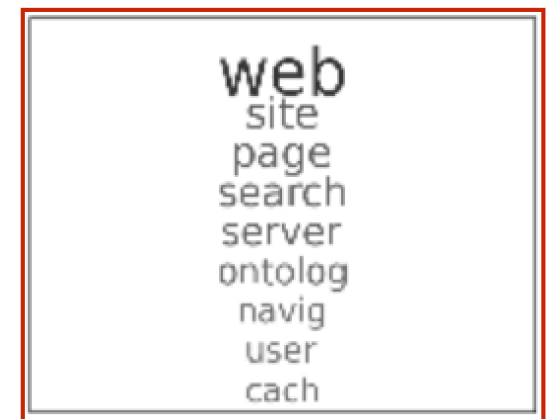 web
site
page
search
server
ontolog
navig
user
cach